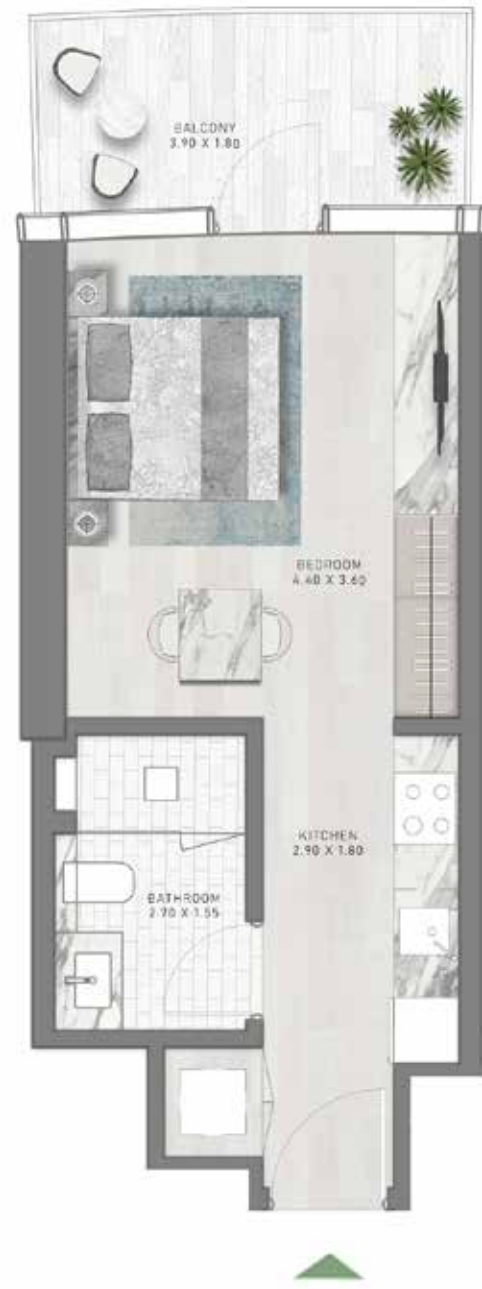 BALCONY
3.90 X 1.80
BEDROOM
4.40 X 3.60
KITCHEN
2.90 X 1.80
BATHROOM
2.70 X 1.55